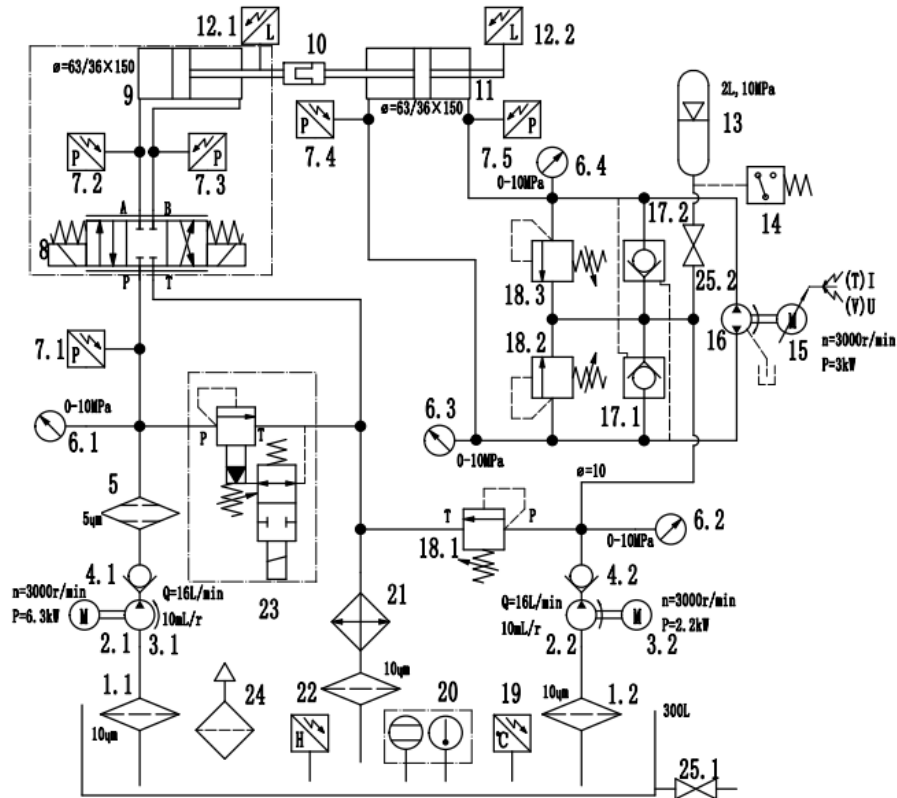 12.1
L
10
L
12.2
ø=63/36×150
9
11
ø=63/36×150
2L,10MPa
13
P
7.2
P
7.3
P
7.4
P
7.5
6.4
0-10MPa
14
A B
8
P T
17.2
25.2
18.3
(T)I
(V)U
16
M
15
n=3000r/min
P=3kW
7.1
P
18.2
17.1
0-10MPa
6.1
P T
6.3
0-10MPa
5
5μm
ø=10
T P
18.1
0-10MPa
6.2
4.1
n=3000r/min
P=6.3kW
M
Q=16L/min
10mL/r
2.1 3.1
23
21
4.2
Q=16L/min
10mL/r
M
n=3000r/min
P=2.2kW
2.2 3.2
1.1
10μm
24
22
H
10μm
20
19
℃
10μm
1.2
300L
25.1